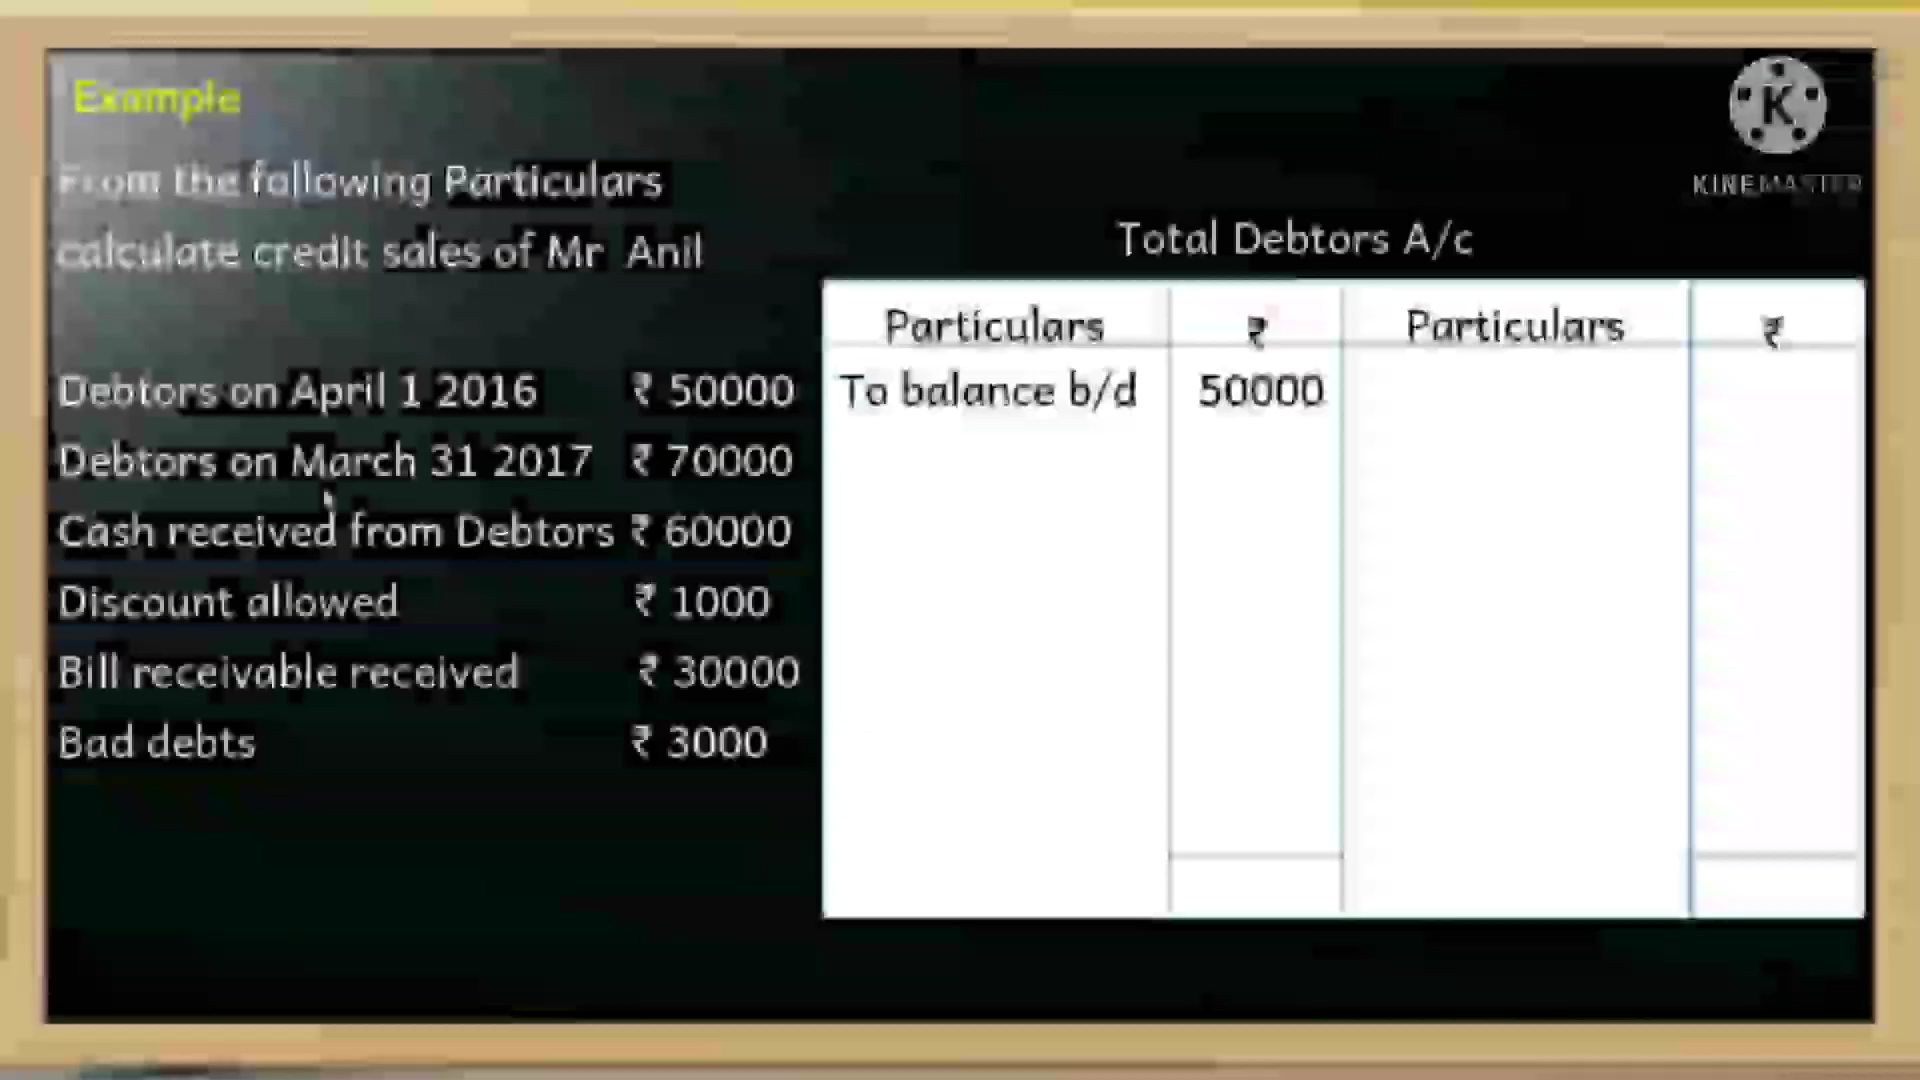 Example
From the following Particulars
calculate credit sales of Mr Anil
Debtors on April 1 2016 ₹ 50000
Debtors on March 31 2017 ₹ 70000
Cash received from Debtors ₹ 60000
Discount allowed ₹ 1000
Bill receivable received ₹ 30000
Bad debts ₹ 3000
K
KINEMASTER
Total Debtors A/c
Particulars ₹ Particulars ₹
To balance b/d 50000